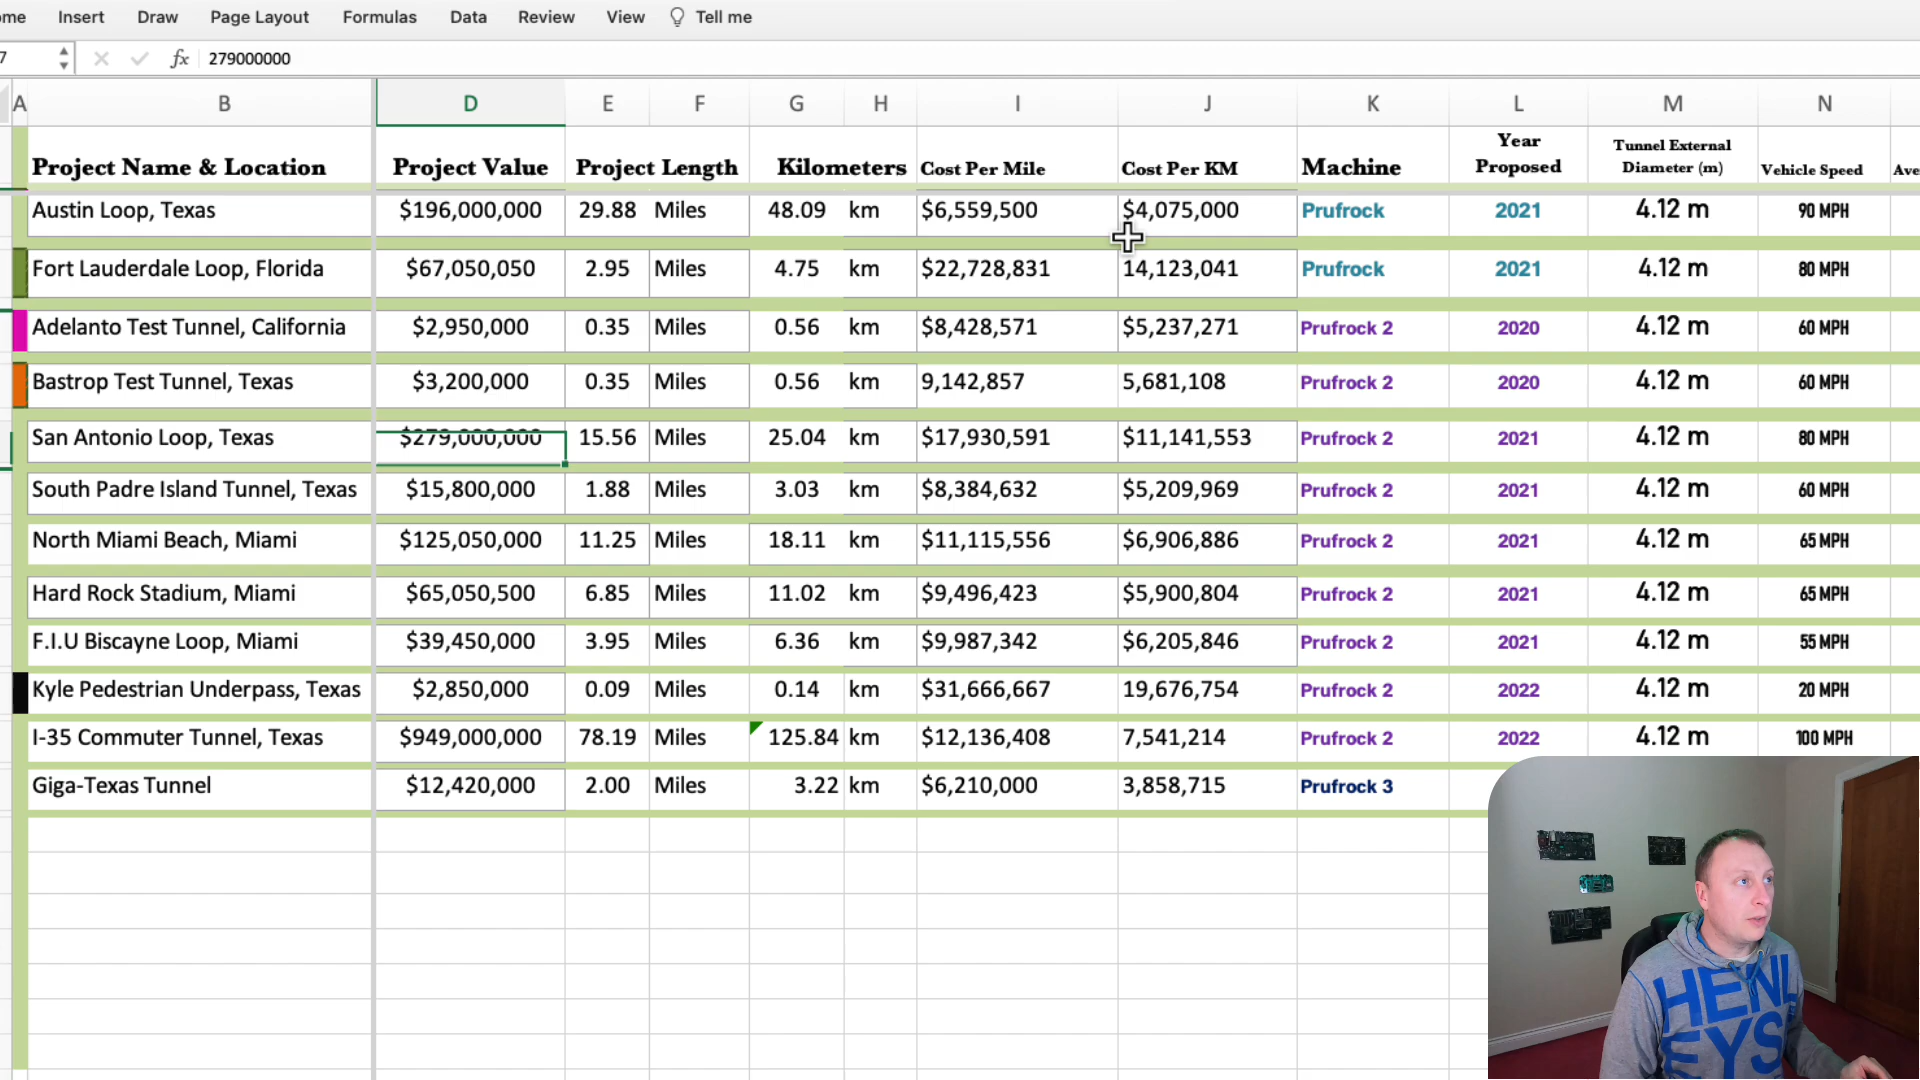 ome Insert Draw Page Layout Formulas Data Review View Tell me
7 fx 279000000
A B D E F G H I J K L M N
Project Name & Location Project Value Project Length Kilometers Cost Per Mile Cost Per KM Machine Year Proposed Tunnel External Diameter (m) Vehicle Speed Ave
Austin Loop, Texas $196,000,000 29.88 Miles 48.09 km $6,559,500 $4,075,000 Prufrock 2021 4.12 m 90 MPH
Fort Lauderdale Loop, Florida $67,050,050 2.95 Miles 4.75 km $22,728,831 14,123,041 Prufrock 2021 4.12 m 80 MPH
Adelanto Test Tunnel, California $2,950,000 0.35 Miles 0.56 km $8,428,571 $5,237,271 Prufrock 2 2020 4.12 m 60 MPH
Bastrop Test Tunnel, Texas $3,200,000 0.35 Miles 0.56 km 9,142,857 5,681,108 Prufrock 2 2020 4.12 m 60 MPH
San Antonio Loop, Texas $279,000,000 15.56 Miles 25.04 km $17,930,591 $11,141,553 Prufrock 2 2021 4.12 m 80 MPH
South Padre Island Tunnel, Texas $15,800,000 1.88 Miles 3.03 km $8,384,632 $5,209,969 Prufrock 2 2021 4.12 m 60 MPH
North Miami Beach, Miami $125,050,000 11.25 Miles 18.11 km $11,115,556 $6,906,886 Prufrock 2 2021 4.12 m 65 MPH
Hard Rock Stadium, Miami $65,050,500 6.85 Miles 11.02 km $9,496,423 $5,900,804 Prufrock 2 2021 4.12 m 65 MPH
F.I.U Biscayne Loop, Miami $39,450,000 3.95 Miles 6.36 km $9,987,342 $6,205,846 Prufrock 2 2021 4.12 m 55 MPH
Kyle Pedestrian Underpass, Texas $2,850,000 0.09 Miles 0.14 km $31,666,667 19,676,754 Prufrock 2 2022 4.12 m 20 MPH
I-35 Commuter Tunnel, Texas $949,000,000 78.19 Miles 125.84 km $12,136,408 7,541,214 Prufrock 2 2022 4.12 m 100 MPH
Giga-Texas Tunnel $12,420,000 2.00 Miles 3.22 km $6,210,000 3,858,715 Prufrock 3
HENL
EYS